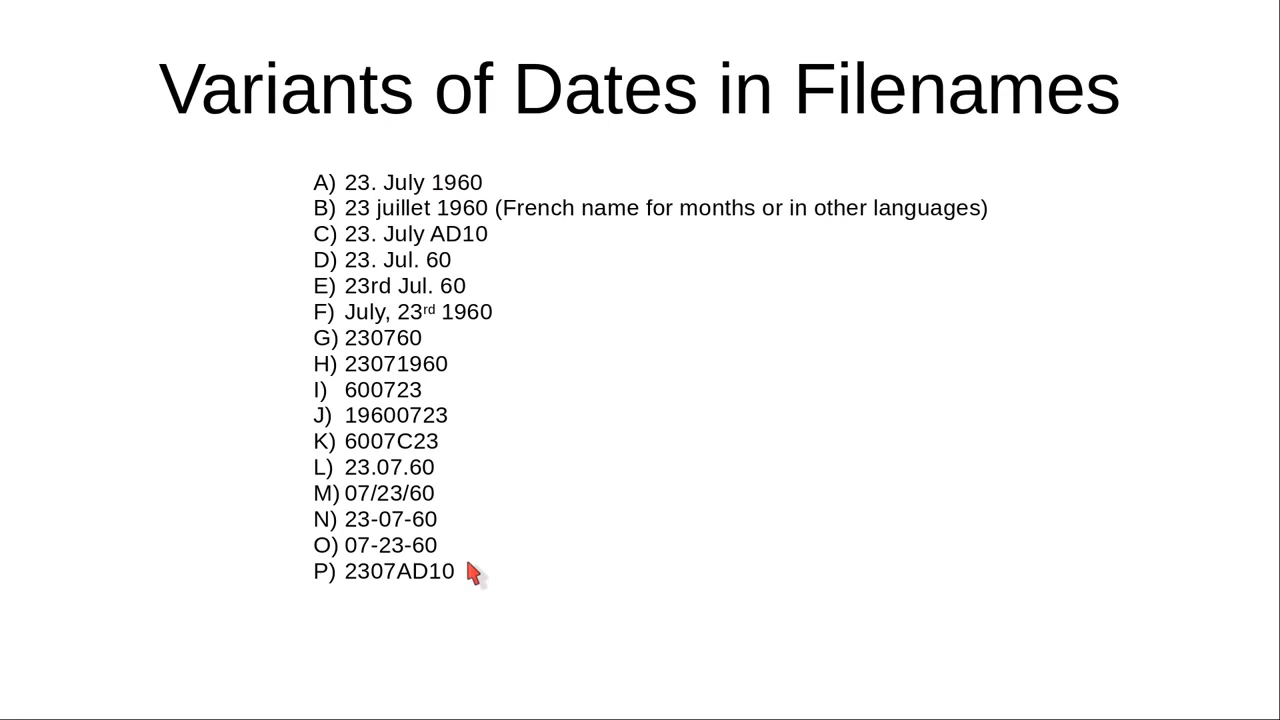 Variants of Dates in Filenames
A) 23. July 1960
B) 23 juillet 1960 (French name for months or in other languages)
C) 23. July AD10
D) 23. Jul. 60
E) 23rd Jul. 60
F) July, 23rd 1960
G) 230760
H) 23071960
I) 600723
J) 19600723
K) 6007C23
L) 23.07.60
M) 07/23/60
N) 23-07-60
O) 07-23-60
P) 2307AD10